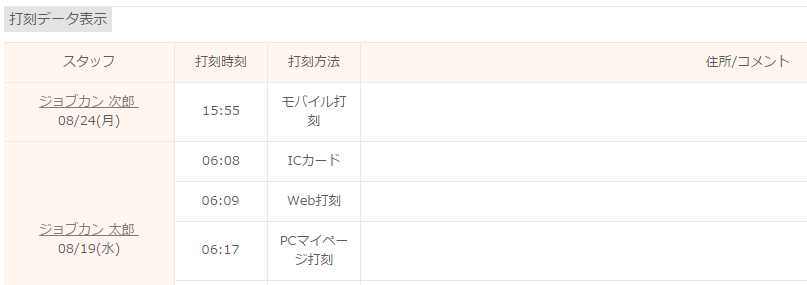 打刻データ表示
スタッフ 打刻時刻 打刻方法 住所/コメント
ジョブカン 次郎
08/24(月)
15:55
モバイル打
刻
06:08 ICカード
06:09 Web打刻
ジョブカン 太郎
08/19(水)
06:17
PCマイペー
ジ打刻